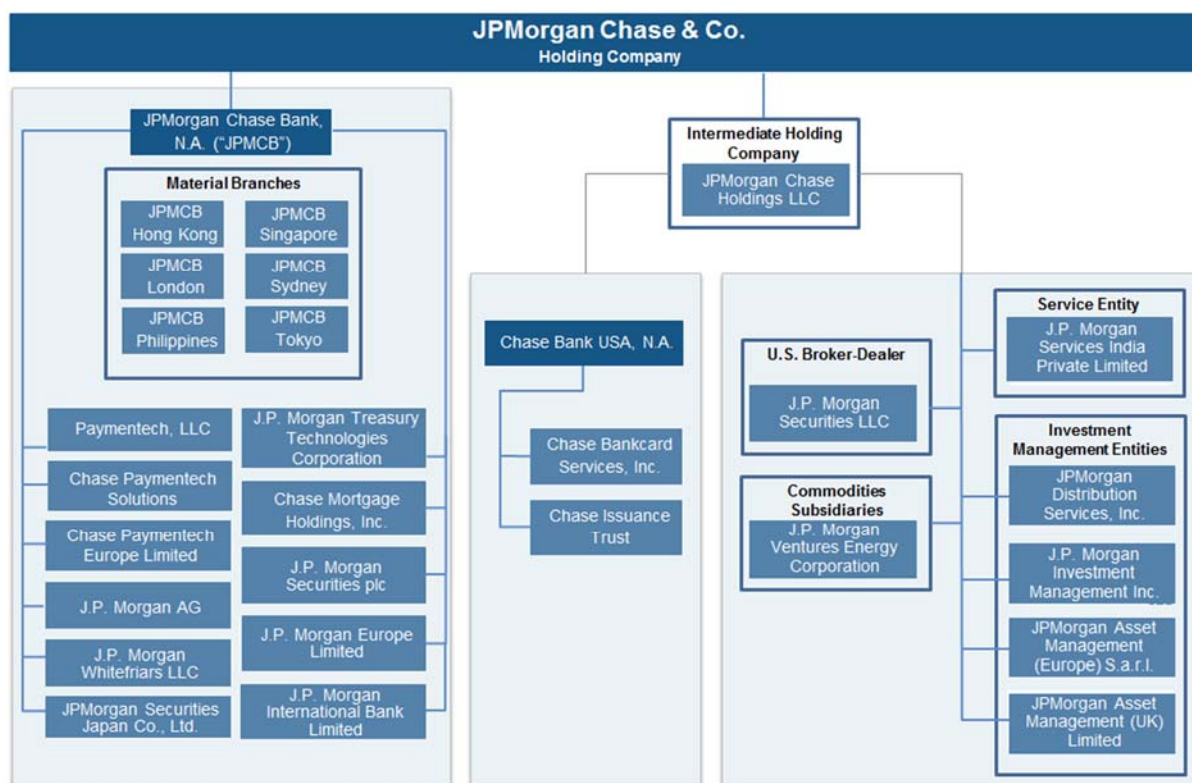 JPMorgan Chase & Co.
Holding Company
JPMorgan Chase Bank,
N.A. (“JPMCB”)
Material Branches
JPMCB
Hong Kong
JPMCB
Singapore
JPMCB
London
JPMCB
Sydney
JPMCB
Philippines
JPMCB
Tokyo
Paymentech, LLC
Chase Paymentech
Solutions
Chase Paymentech
Europe Limited
J.P. Morgan AG
J.P. Morgan
Whitefriars LLC
JPMorgan Securities
Japan Co., Ltd.
J.P. Morgan Treasury
Technologies
Corporation
Chase Mortgage
Holdings, Inc.
J.P. Morgan
Securities plc
J.P. Morgan Europe
Limited
J.P. Morgan
International Bank
Limited
Intermediate Holding
Company
JPMorgan Chase
Holdings LLC
Chase Bank USA, N.A.
Chase Bankcard
Services, Inc.
Chase Issuance
Trust
U.S. Broker-Dealer
J.P. Morgan
Securities LLC
Commodities
Subsidiaries
J.P. Morgan
Ventures Energy
Corporation
Service Entity
J.P. Morgan
Services India
Private Limited
Investment
Management Entities
JPMorgan
Distribution
Services, Inc.
J.P. Morgan
Investment
Management Inc.
JPMorgan Asset
Management
(Europe) S.a.r.l.
JPMorgan Asset
Management (UK)
Limited